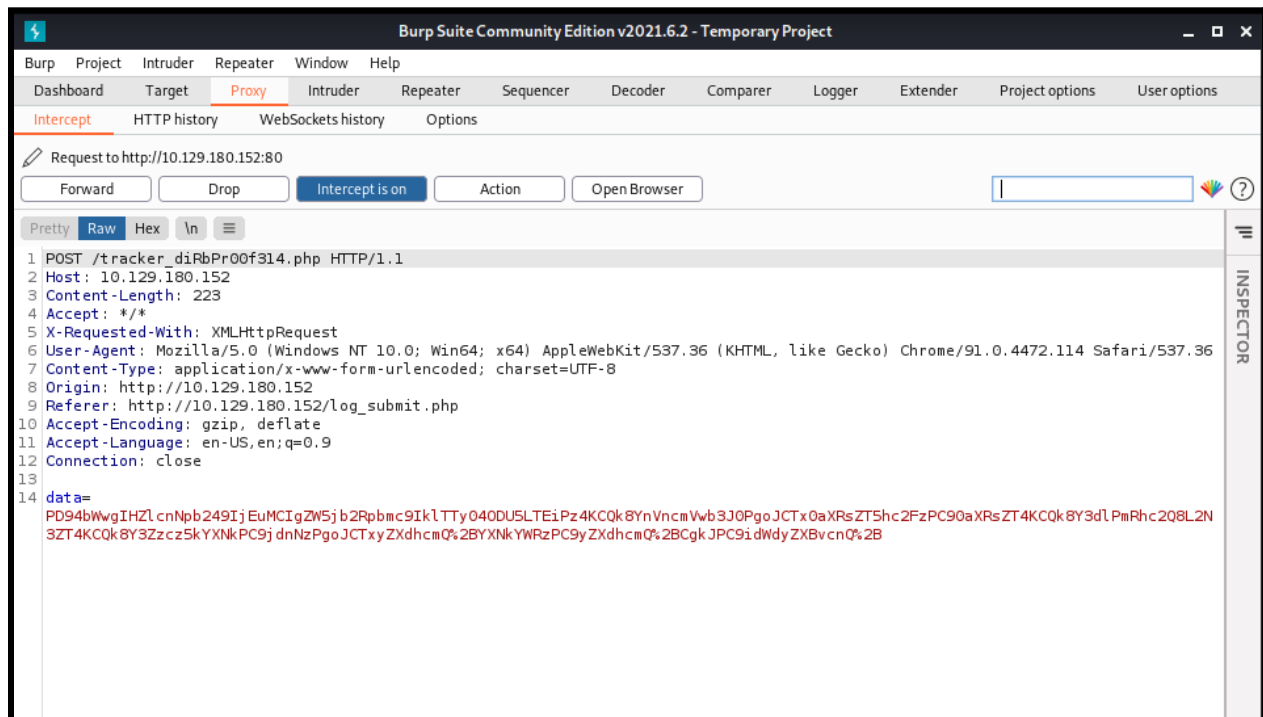 Burp Suite Community Edition v2021.6.2 - Temporary Project
Burp Project Intruder Repeater Window Help
Dashboard Target Proxy Intruder Repeater Sequencer Decoder Comparer Logger Extender Project options User options
Intercept HTTP history WebSockets history Options
Request to http://10.129.180.152:80
Forward Drop Intercept is on Action Open Browser ?
Pretty Raw Hex \n
INSPECTOR
1 POST /tracker_diRbPr00f314.php HTTP/1.1
2 Host: 10.129.180.152
3 Content-Length: 223
4 Accept: */*
5 X-Requested-With: XMLHttpRequest
6 User-Agent: Mozilla/5.0 (Windows NT 10.0; Win64; x64) AppleWebKit/537.36 (KHTML, like Gecko) Chrome/91.0.4472.114 Safari/537.36
7 Content-Type: application/x-www-form-urlencoded; charset=UTF-8
8 Origin: http://10.129.180.152
9 Referer: http://10.129.180.152/log_submit.php
10 Accept-Encoding: gzip, deflate
11 Accept-Language: en-US,en;q=0.9
12 Connection: close
13
14 data=
PD94bWwgIHZlcnNpb249IjEuMCIgZW5jb2Rpbmc9IklTTy04ODU5LTEiPz4KCQk8YnVncmVwb3J0PgoJCTx0aXRsZT5hc2FzPC90aXRsZT4KCQk8Y3dlPmRhc2Q8L2N
3ZT4KCQk8Y3Zzcz5kYXNkPC9jdnNzPgoJCTxyZXdhcmQ%2BYXNkYWRzPC9yZXdhcmQ%2BCgkJPC9idWdyZXBvcnQ%2B